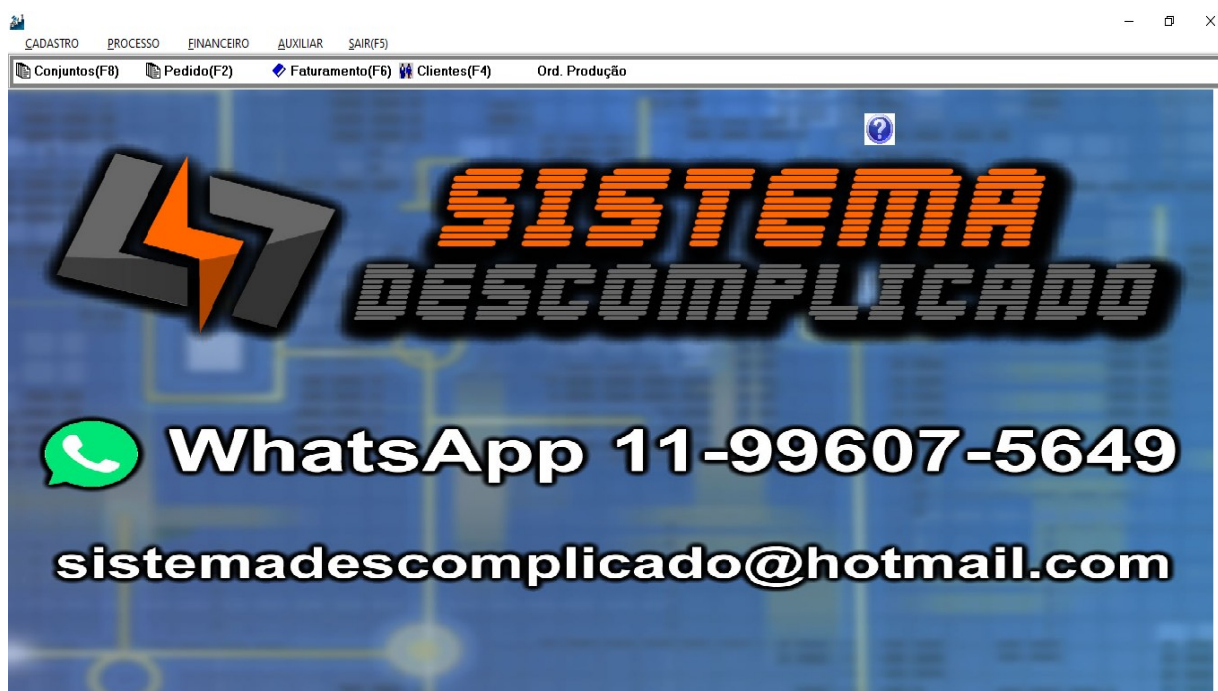 CADASTRO PROCESSO FINANCEIRO AUXILIAR SAIR(F5)
Conjuntos(F8) Pedido(F2) Faturamento(F6) Clientes(F4) Ord. Produção
?
SISTEMA
DESCOMPLICADO
WhatsApp 11-99607-5649
sistemadescomplicado@hotmail.com